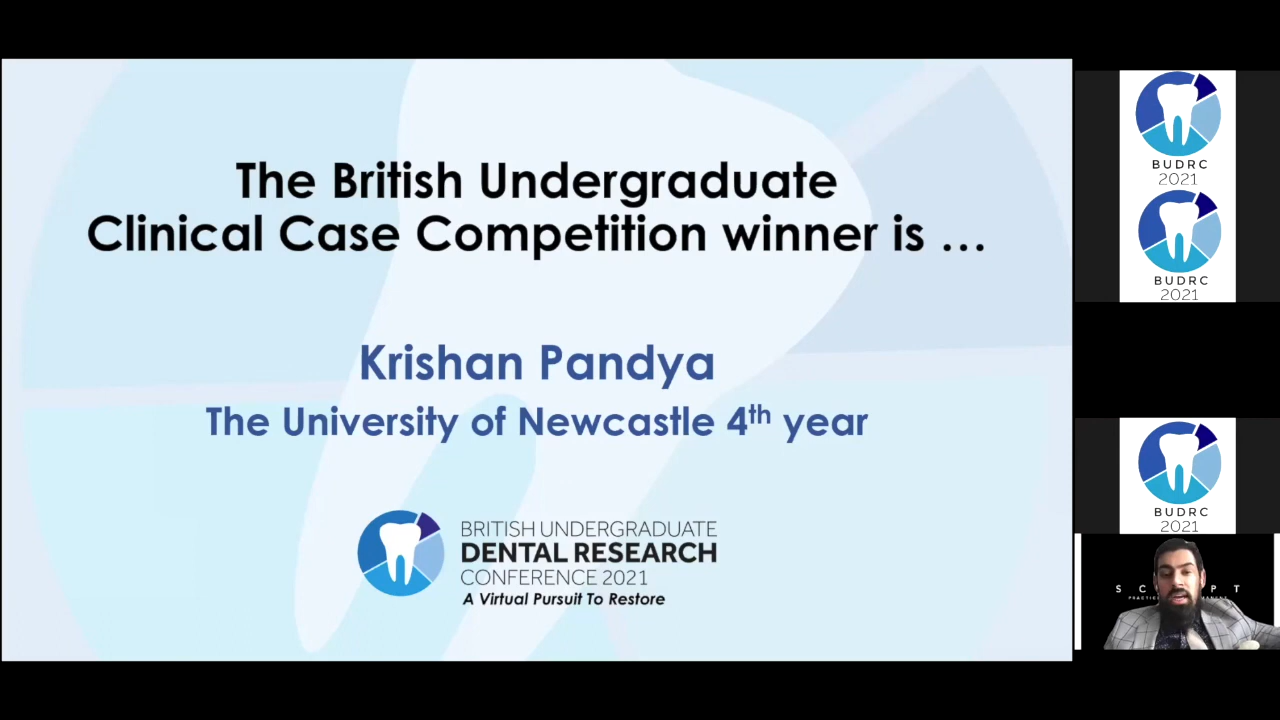 The British Undergraduate
Clinical Case Competition winner is …
Krishan Pandya
The University of Newcastle 4th year
BRITISH UNDERGRADUATE
DENTAL RESEARCH
CONFERENCE 2021
A Virtual Pursuit To Restore
BUDRC
2021
BUDRC
2021
BUDRC
2021